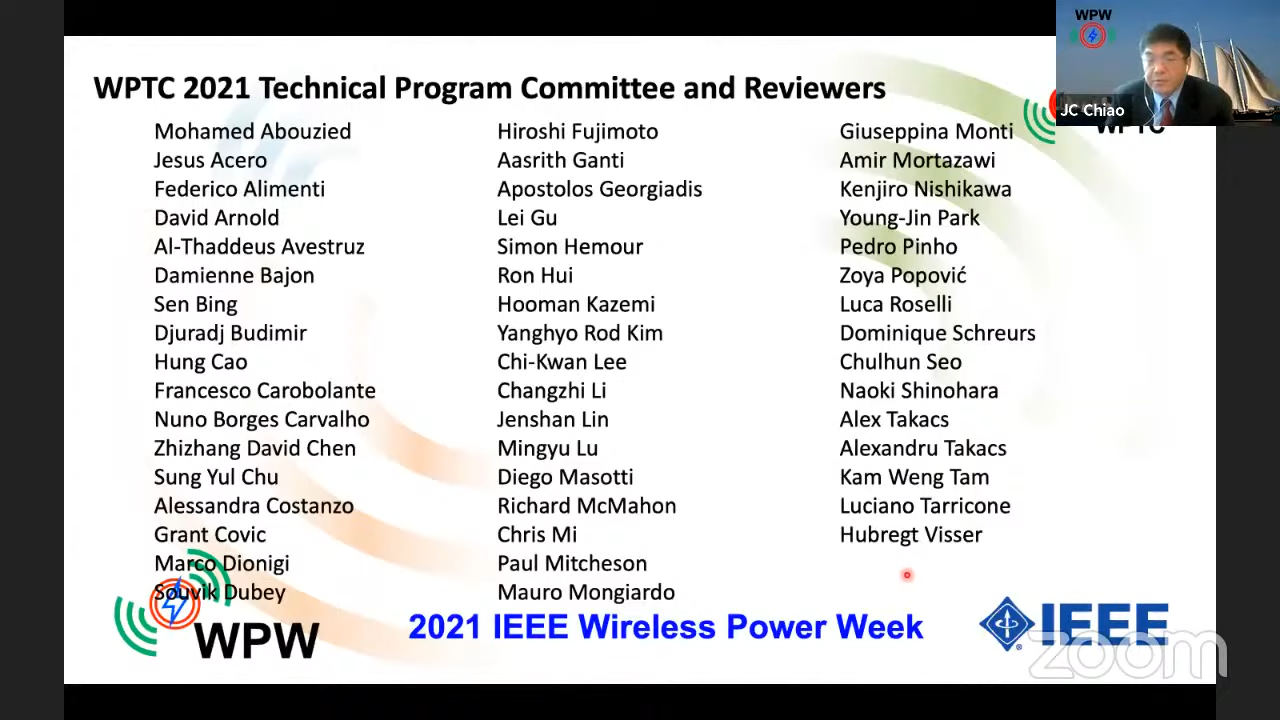 WPTC 2021 Technical Program Committee and Reviewers
Mohamed Abouzied
Jesus Acero
Federico Alimenti
David Arnold
Al-Thaddeus Avestruz
Damienne Bajon
Sen Bing
Djuradj Budimir
Hung Cao
Francesco Carobolante
Nuno Borges Carvalho
Zhizhang David Chen
Sung Yul Chu
Alessandra Costanzo
Grant Covic
Marco Dionigi
Souvik Dubey
Hiroshi Fujimoto
Aasrith Ganti
Apostolos Georgiadis
Lei Gu
Simon Hemour
Ron Hui
Hooman Kazemi
Yanghyo Rod Kim
Chi-Kwan Lee
Changzhi Li
Jenshan Lin
Mingyu Lu
Diego Masotti
Richard McMahon
Chris Mi
Paul Mitcheson
Mauro Mongiardo
Giuseppina Monti
Amir Mortazawi
Kenjiro Nishikawa
Young-Jin Park
Pedro Pinho
Zoya Popović
Luca Roselli
Dominique Schreurs
Chulhun Seo
Naoki Shinohara
Alex Takacs
Alexandru Takacs
Kam Weng Tam
Luciano Tarricone
Hubregt Visser
WPW
JC Chiao
WPTC
WPW
2021 IEEE Wireless Power Week
IEEE
zoom